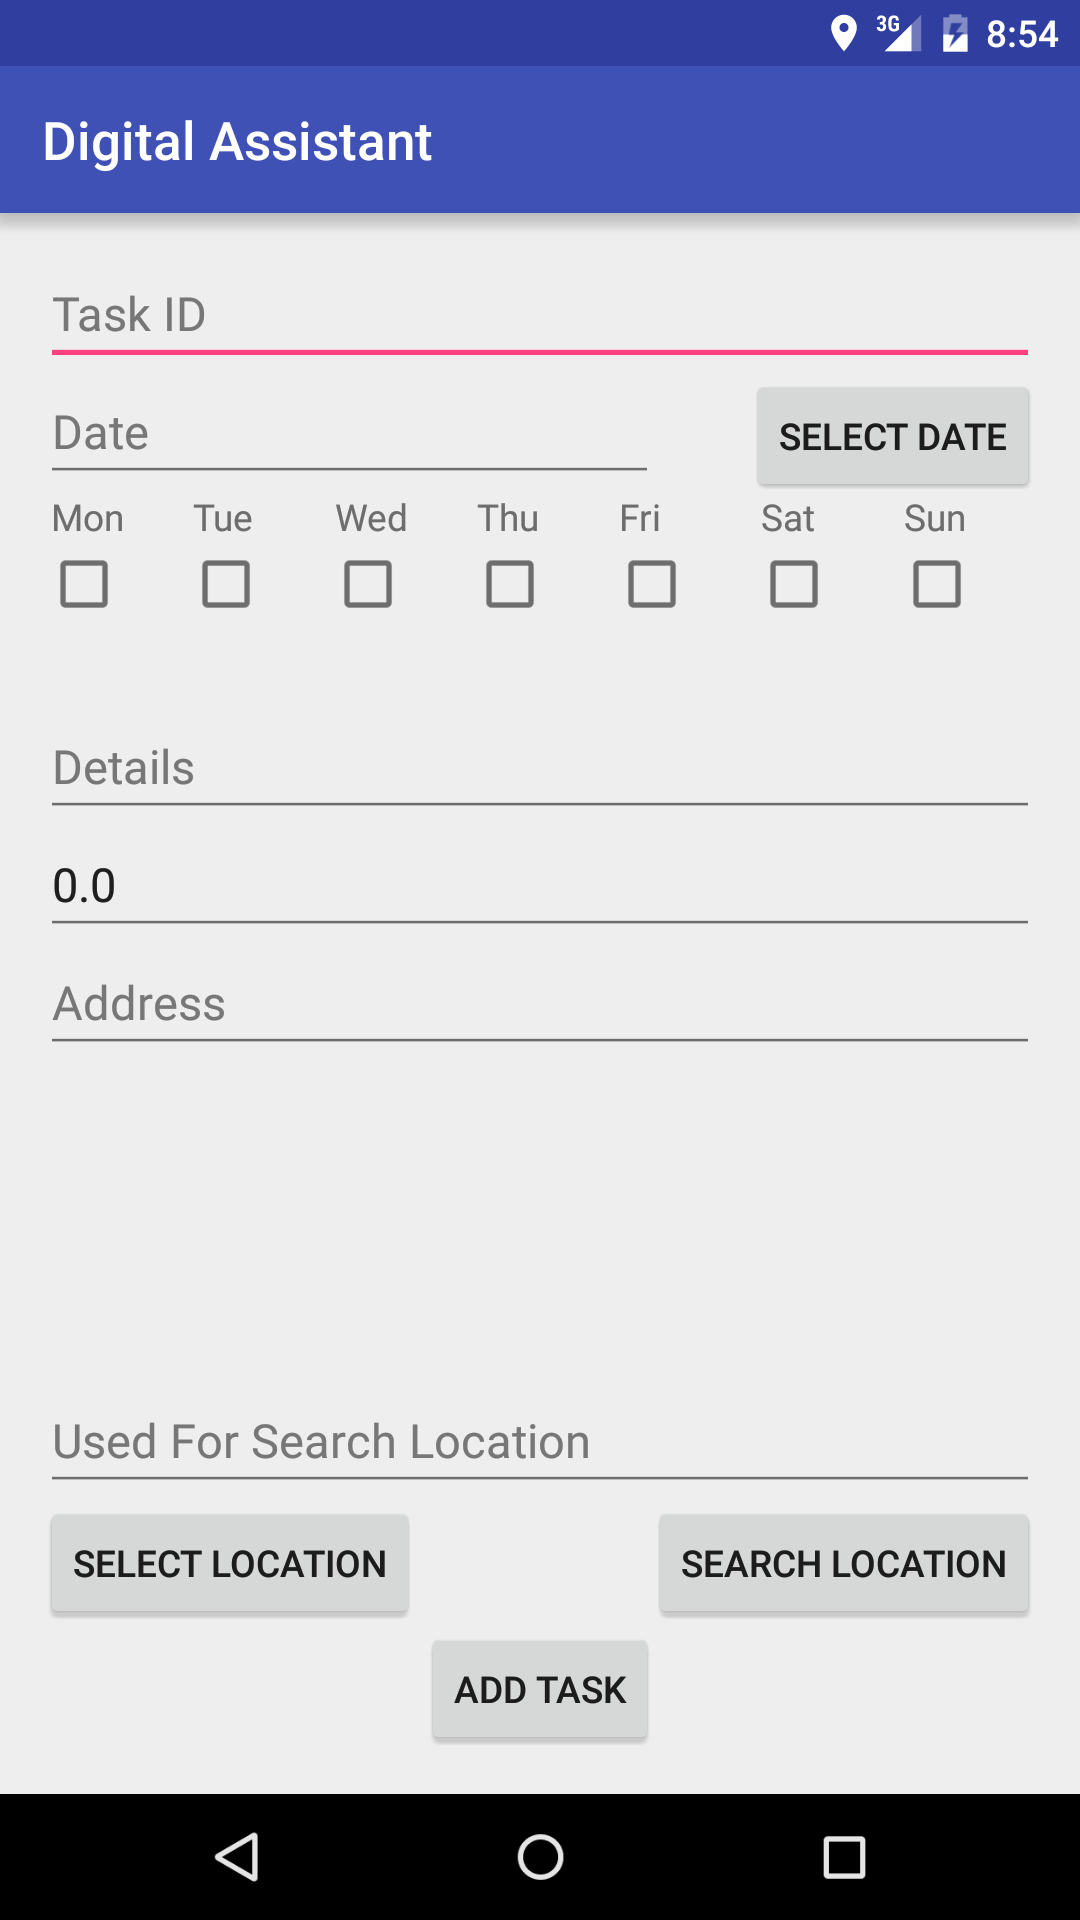 3G 8:54
Digital Assistant
Task ID
Date SELECT DATE
Mon Tue Wed Thu Fri Sat Sun
Details
0.0
Address
Used For Search Location
SELECT LOCATION SEARCH LOCATION
ADD TASK